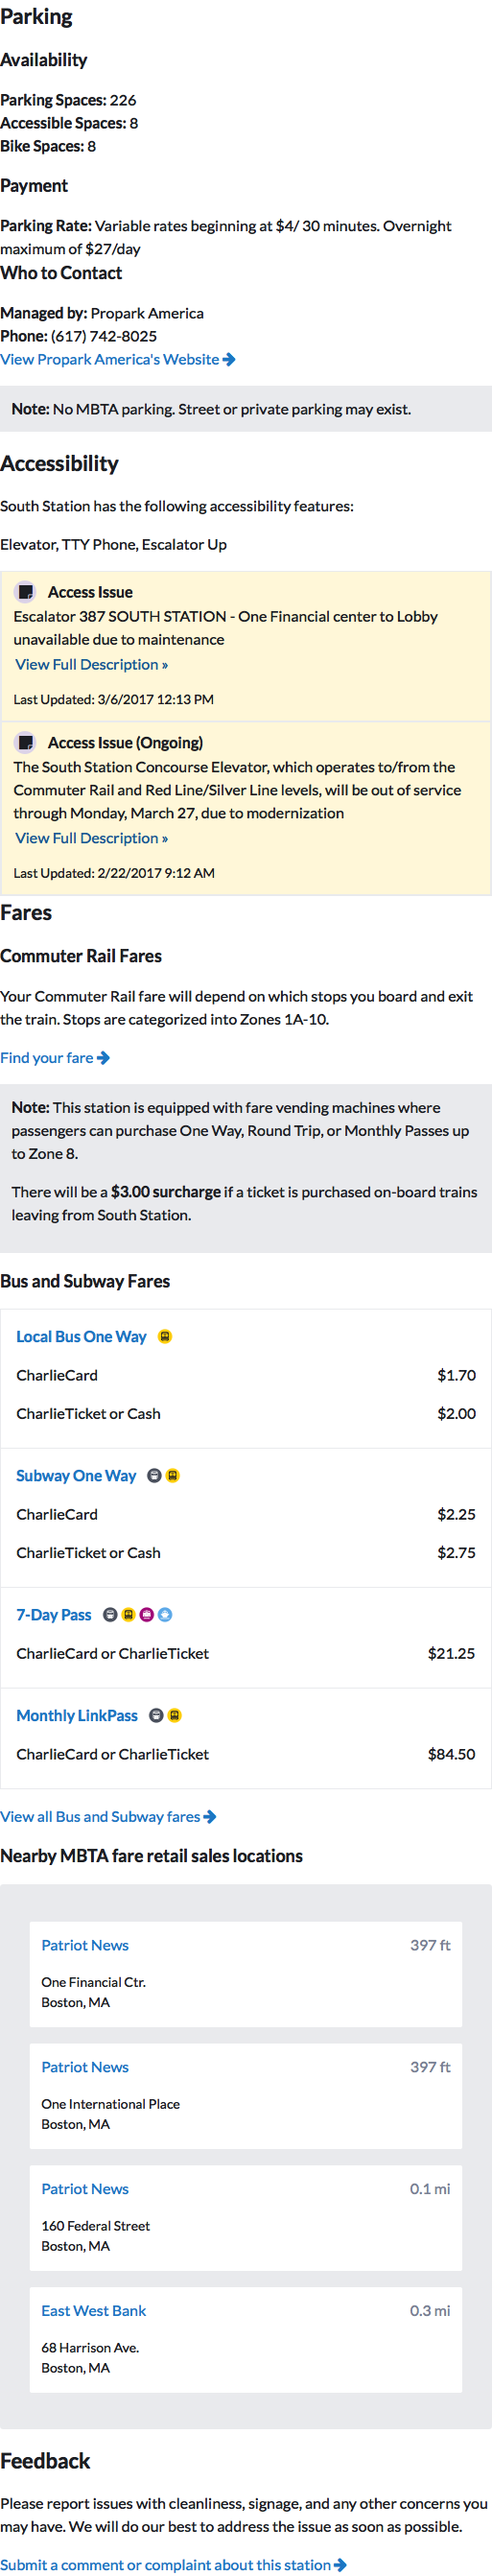 Parking
Availability
Parking Spaces: 226
Accessible Spaces: 8
Bike Spaces: 8
Payment
Parking Rate: Variable rates beginning at $4/ 30 minutes. Overnight
maximum of $27/day
Who to Contact
Managed by: Propark America
Phone: (617) 742-8025
View Propark America's Website
Note: No MBTA parking. Street or private parking may exist.
Accessibility
South Station has the following accessibility features:
Elevator, TTY Phone, Escalator Up
Access Issue
Escalator 387 SOUTH STATION - One Financial center to Lobby
unavailable due to maintenance
View Full Description »
Last Updated: 3/6/2017 12:13 PM
Access Issue (Ongoing)
The South Station Concourse Elevator, which operates to/from the
Commuter Rail and Red Line/Silver Line levels, will be out of service
through Monday, March 27, due to modernization
View Full Description »
Last Updated: 2/22/2017 9:12 AM
Fares
Commuter Rail Fares
Your Commuter Rail fare will depend on which stops you board and exit
the train. Stops are categorized into Zones 1A-10.
Find your fare
Note: This station is equipped with fare vending machines where
passengers can purchase One Way, Round Trip, or Monthly Passes up
to Zone 8.
There will be a $3.00 surcharge if a ticket is purchased on-board trains
leaving from South Station.
Bus and Subway Fares
Local Bus One Way
CharlieCard $1.70
CharlieTicket or Cash $2.00
Subway One Way
CharlieCard $2.25
CharlieTicket or Cash $2.75
7-Day Pass
CharlieCard or CharlieTicket $21.25
Monthly LinkPass
CharlieCard or CharlieTicket $84.50
View all Bus and Subway fares
Nearby MBTA fare retail sales locations
Patriot News 397 ft
One Financial Ctr.
Boston, MA
Patriot News 397 ft
One International Place
Boston, MA
Patriot News 0.1 mi
160 Federal Street
Boston, MA
East West Bank 0.3 mi
68 Harrison Ave.
Boston, MA
Feedback
Please report issues with cleanliness, signage, and any other concerns you
may have. We will do our best to address the issue as soon as possible.
Submit a comment or complaint about this station